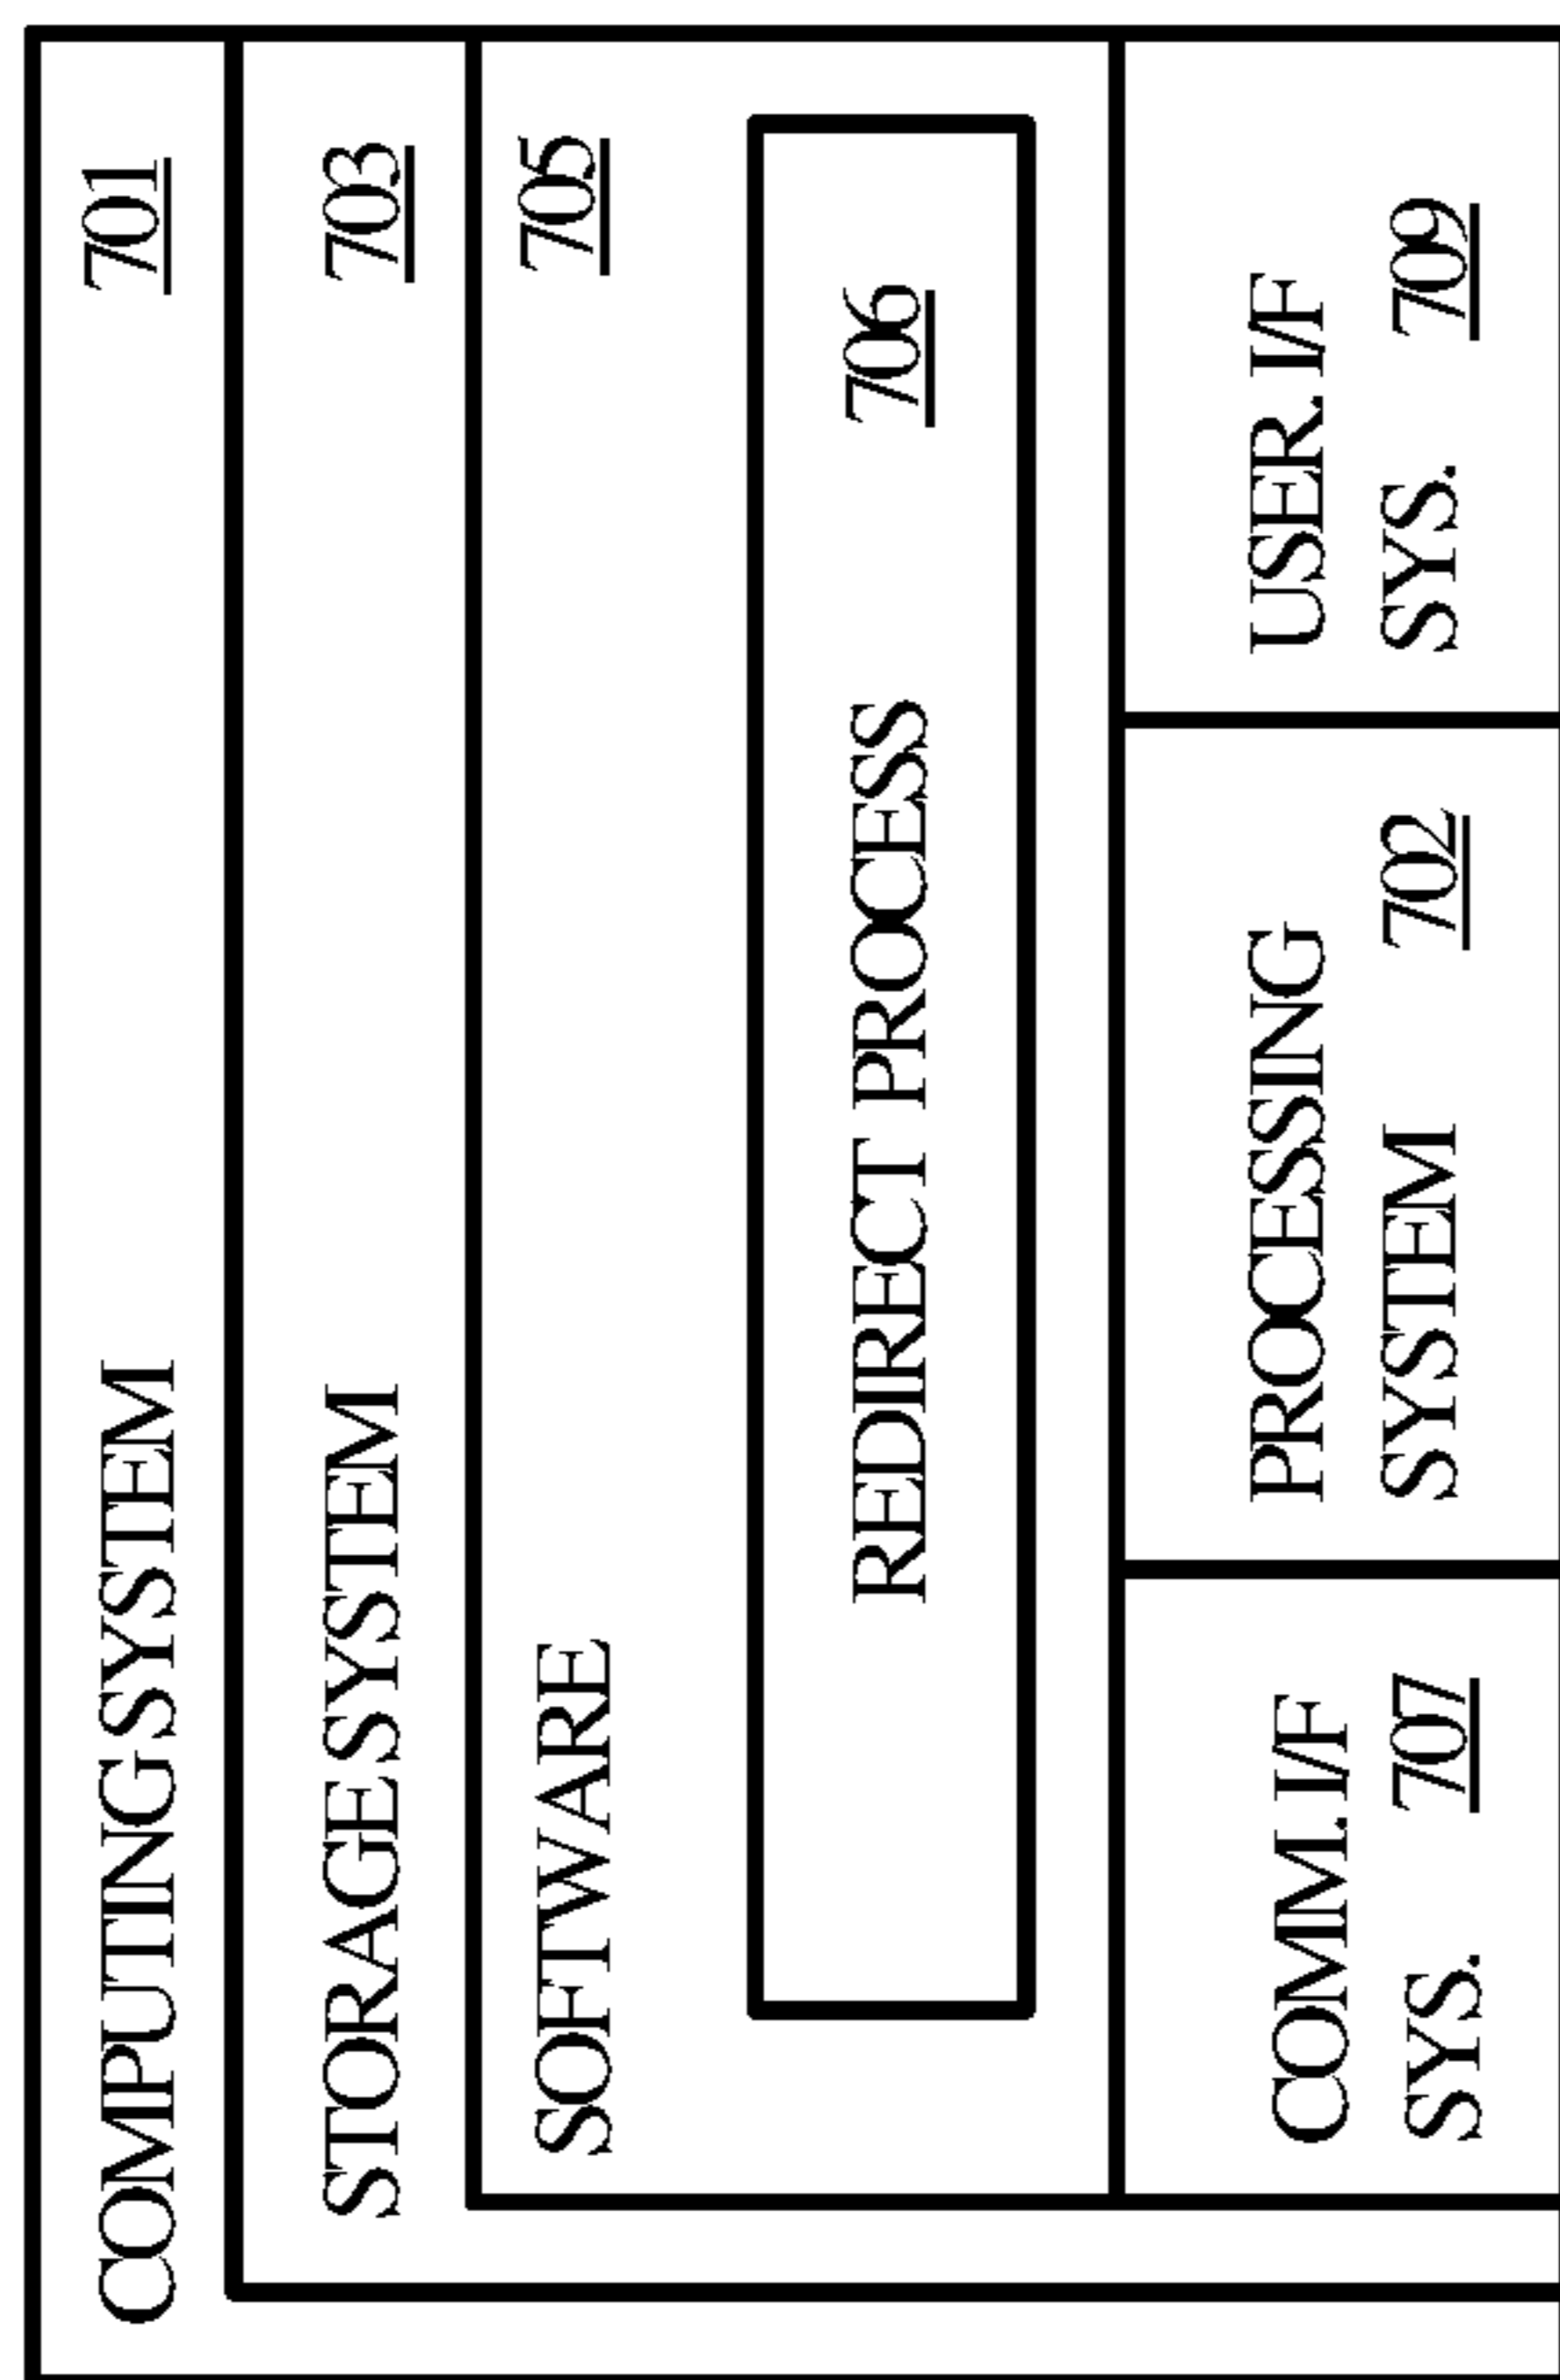 COMPUTING SYSTEM 701
STORAGE SYSTEM 703
SOFTWARE 705
REDIRECT PROCESS 706
COMM. I/F
SYS. 707
PROCESSING
SYSTEM 702
USER. I/F
SYS. 709